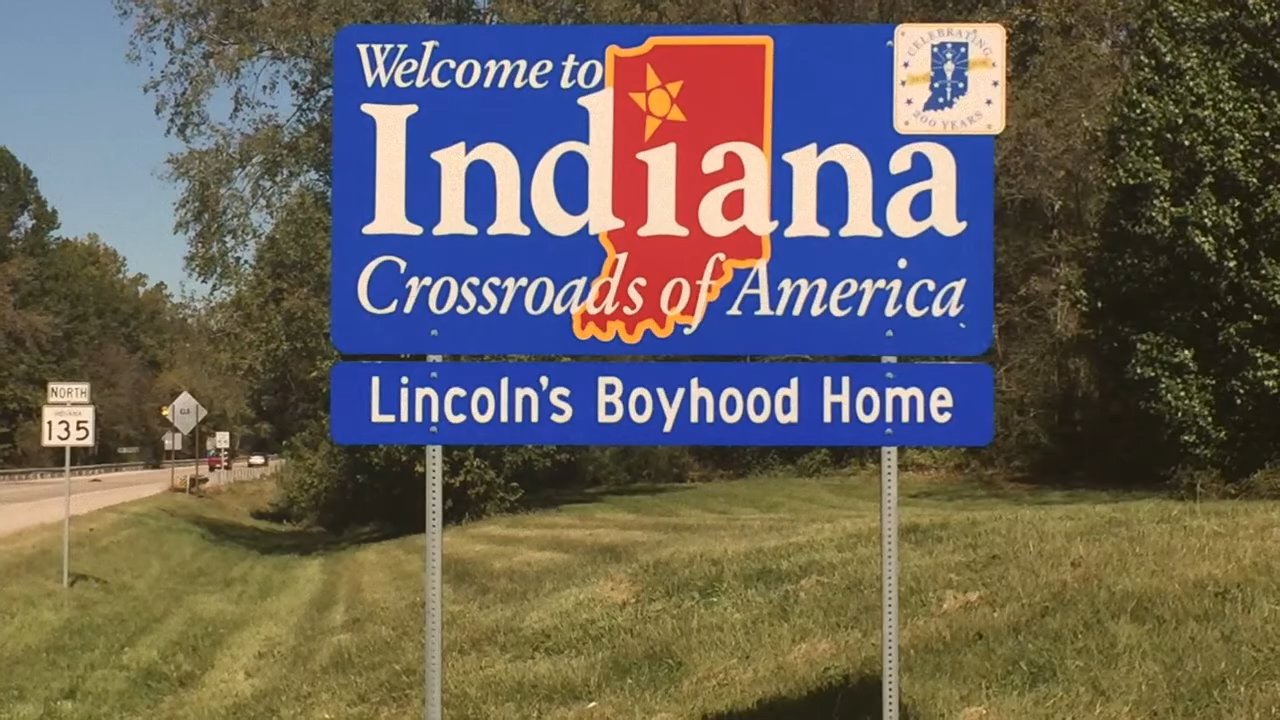 Welcome to
Indiana
Crossroads of America
Lincoln's Boyhood Home
CELEBRATING
200 YEARS
NORTH
INDIANA
135